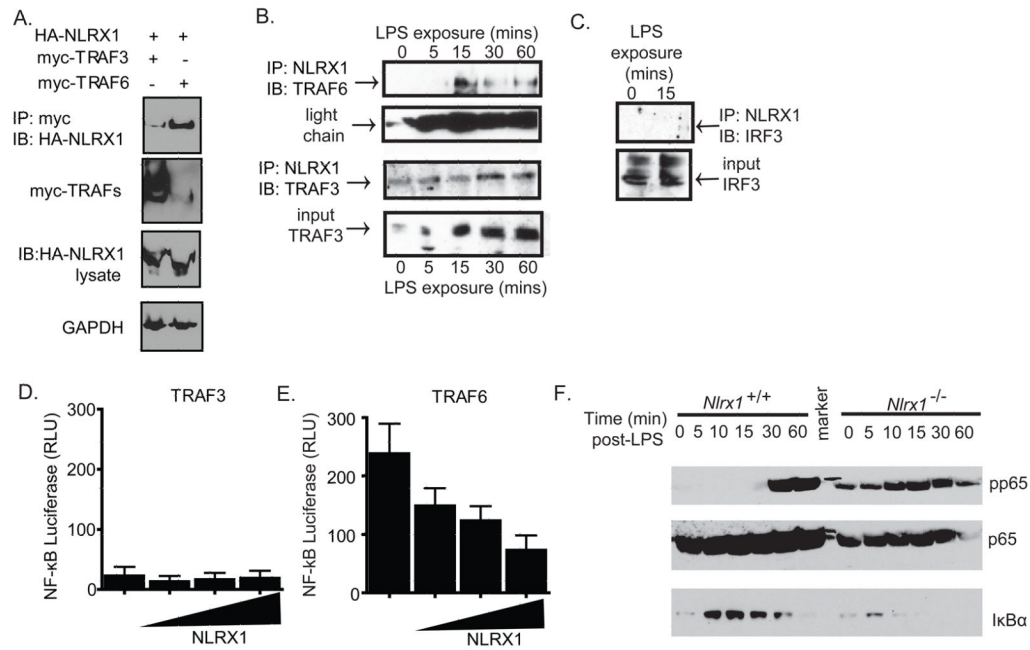 A.
HA-NLRX1 + +
myc-TRAF3 + -
myc-TRAF6 - +
IP: myc
IB: HA-NLRX1
myc-TRAFs
IB:HA-NLRX1
lysate
GAPDH
B.
LPS exposure (mins)
0 5 15 30 60
IP: NLRX1
IB: TRAF6
light
chain
IP: NLRX1
IB: TRAF3
input
TRAF3
0 5 15 30 60
LPS exposure (mins)
C.
LPS
exposure
(mins)
0 15
IP: NLRX1
IB: IRF3
input
IRF3
D.
TRAF3
NF-κB Luciferase (RLU)
300
200
100
0
NLRX1
E.
TRAF6
NF-κB Luciferase (RLU)
300
200
100
0
NLRX1
F.
Nlrx1+/+
marker
Nlrx1-/-
Time (min)
post-LPS
0 5 10 15 30 60
0 5 10 15 30 60
pp65
p65
IκBα